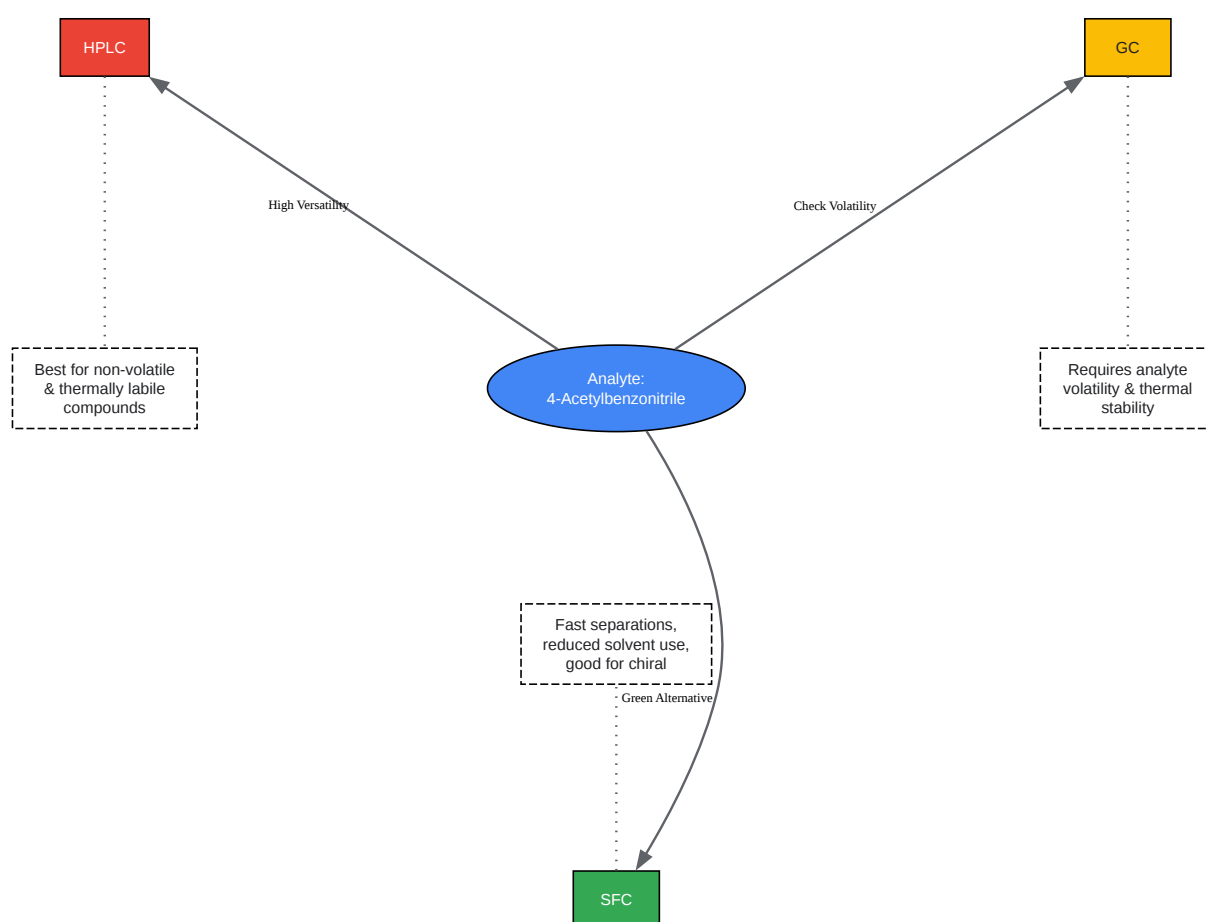 HPLC
GC
High Versatility
Check Volatility
Best for non-volatile
& thermally labile
compounds
Analyte:
4-Acetylbenzonitrile
Requires analyte
volatility & thermal
stability
Fast separations,
reduced solvent use,
good for chiral
Green Alternative
SFC